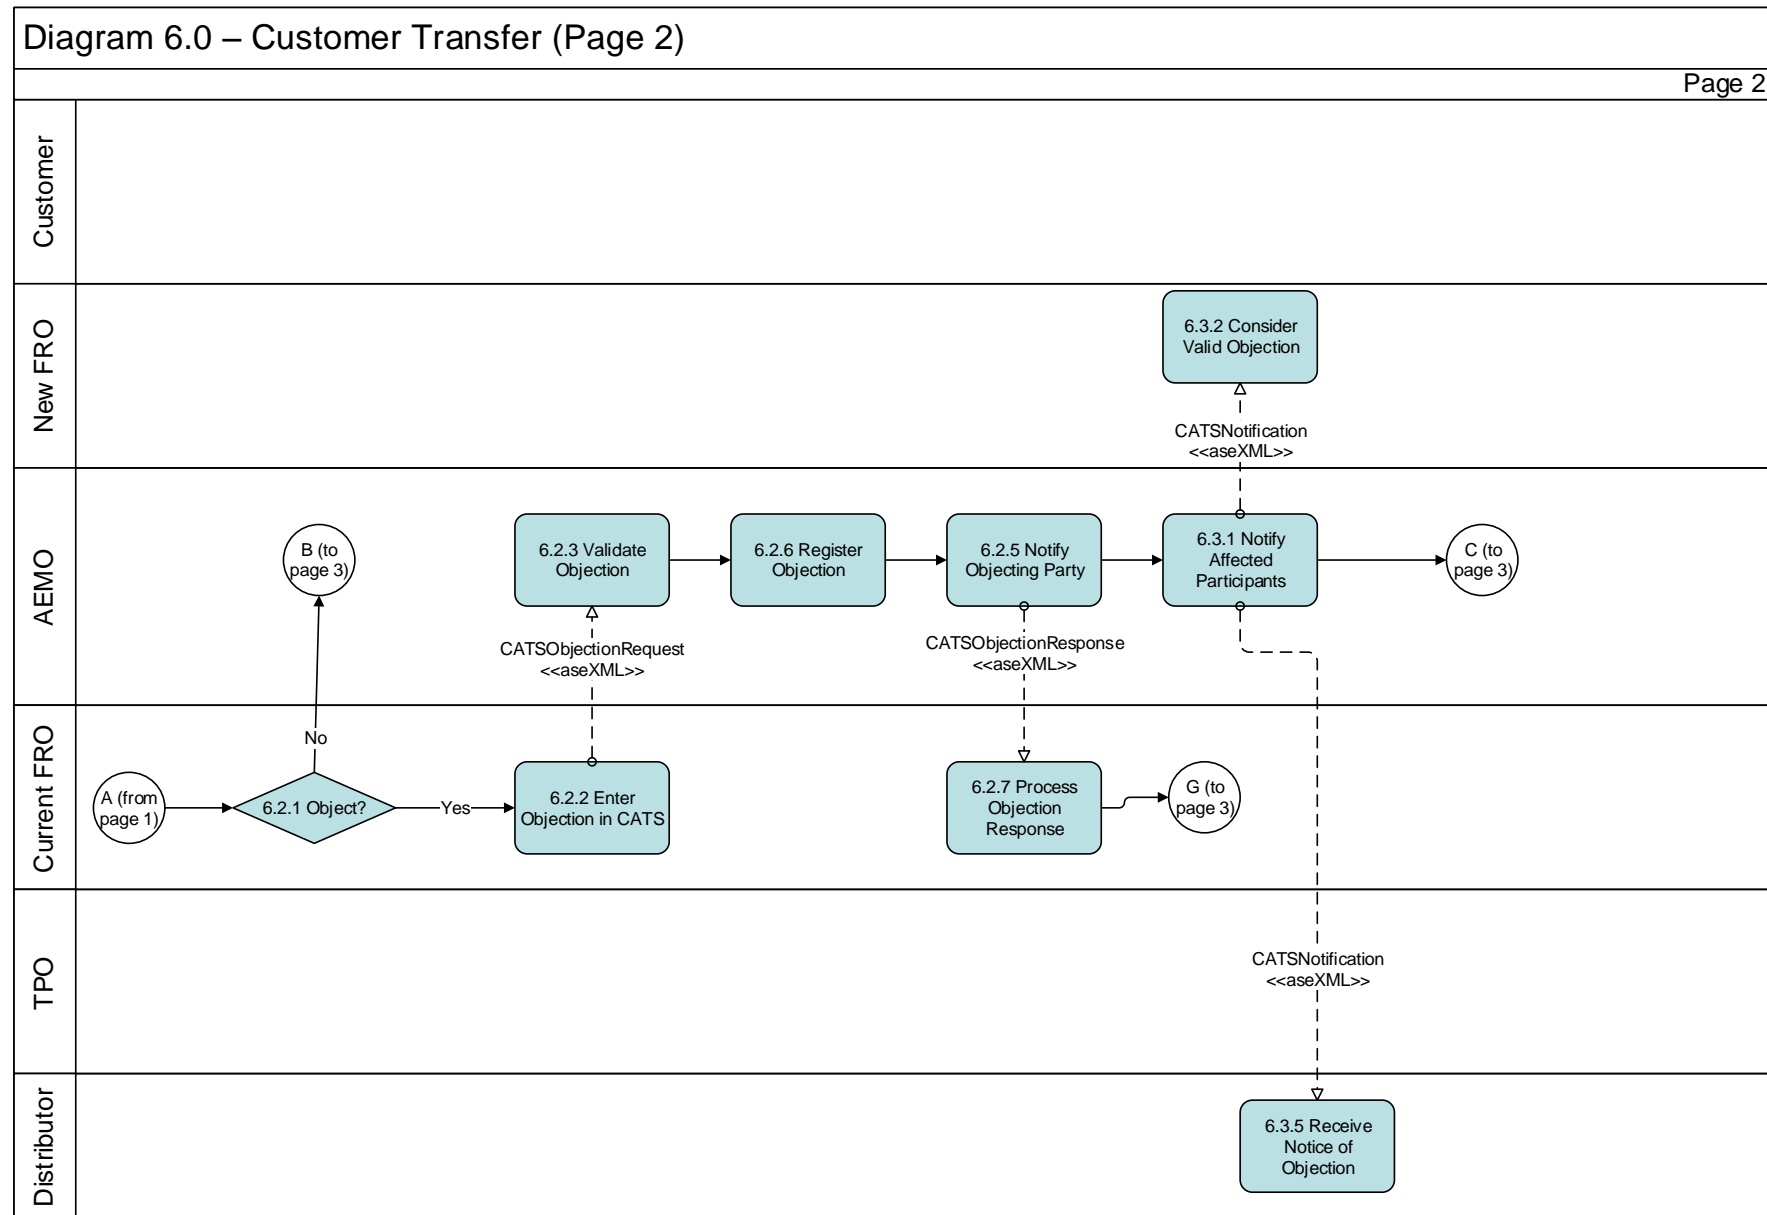 Diagram 6.0 – Customer Transfer (Page 2)
Page 2
Customer
New FRO
6.3.2 Consider
Valid Objection
CATSNotification
<<aseXML>>
AEMO
B (to
page 3)
6.2.3 Validate
Objection
6.2.6 Register
Objection
6.2.5 Notify
Objecting Party
6.3.1 Notify
Affected
Participants
C (to
page 3)
CATSObjectionRequest
<<aseXML>>
CATSObjectionResponse
<<aseXML>>
Current FRO
No
A (from
page 1)
6.2.1 Object?
Yes
6.2.2 Enter
Objection in CATS
6.2.7 Process
Objection
Response
G (to
page 3)
TPO
CATSNotification
<<aseXML>>
Distributor
6.3.5 Receive
Notice of
Objection